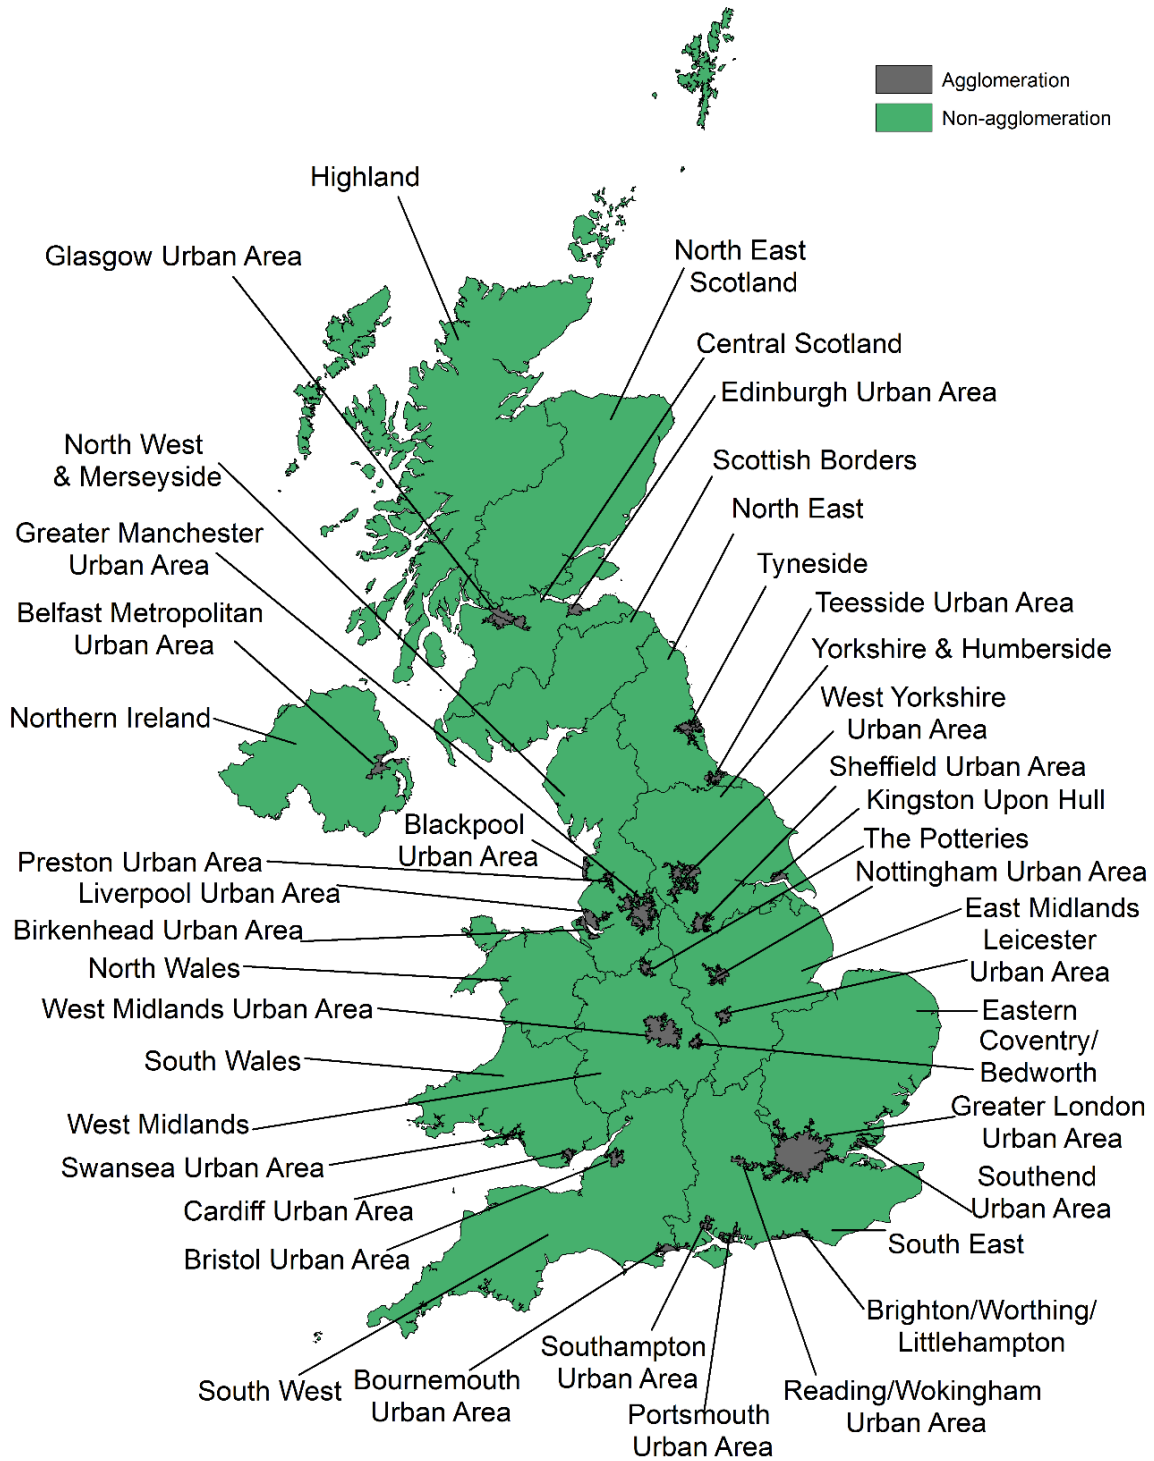 Agglomeration
Non-agglomeration
Highland
Glasgow Urban Area
North East
Scotland
Central Scotland
Edinburgh Urban Area
North West
& Merseyside
Scottish Borders
North East
Greater Manchester
Urban Area
Tyneside
Belfast Metropolitan
Urban Area
Teesside Urban Area
Yorkshire & Humberside
West Yorkshire
Urban Area
Northern Ireland
Sheffield Urban Area
Kingston Upon Hull
Blackpool
Urban Area
The Potteries
Preston Urban Area
Nottingham Urban Area
Liverpool Urban Area
East Midlands
Birkenhead Urban Area
Leicester
Urban Area
North Wales
West Midlands Urban Area
Eastern
Coventry/
Bedworth
South Wales
Greater London
Urban Area
West Midlands
Swansea Urban Area
Southend
Urban Area
Cardiff Urban Area
South East
Bristol Urban Area
Brighton/Worthing/
Littlehampton
Southampton
Urban Area
South West
Bournemouth
Urban Area
Reading/Wokingham
Urban Area
Portsmouth
Urban Area